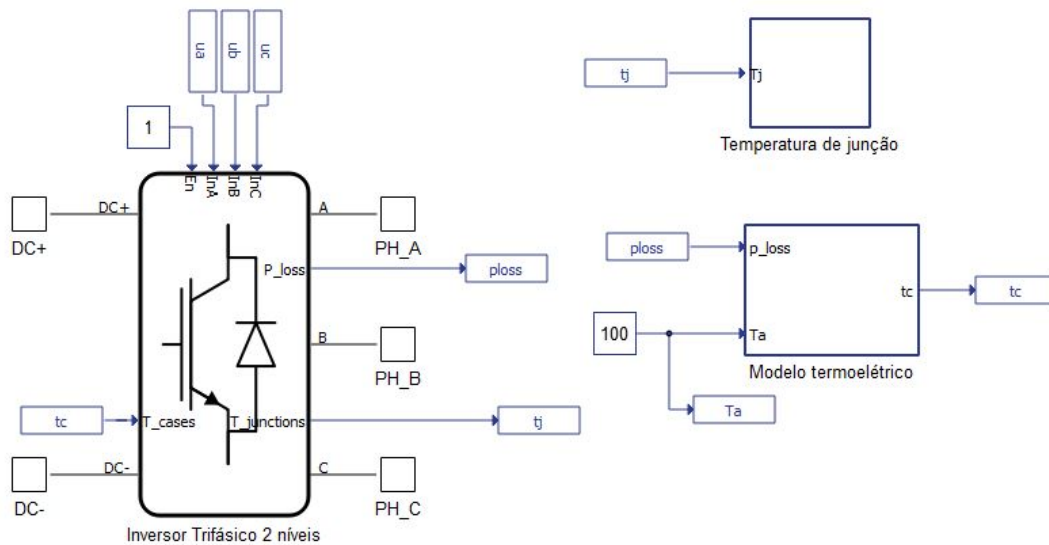 ua
ub
uc
1
En
InA
InB
InC
DC+
DC+
A
PH_A
P_loss
ploss
B
PH_B
tc
T_cases
T_junctions
tj
DC-
DC-
C
PH_C
Inversor Trifásico 2 níveis
tj
Tj
Temperatura de junção
ploss
p_loss
tc
tc
100
Ta
Modelo termoelétrico
Ta